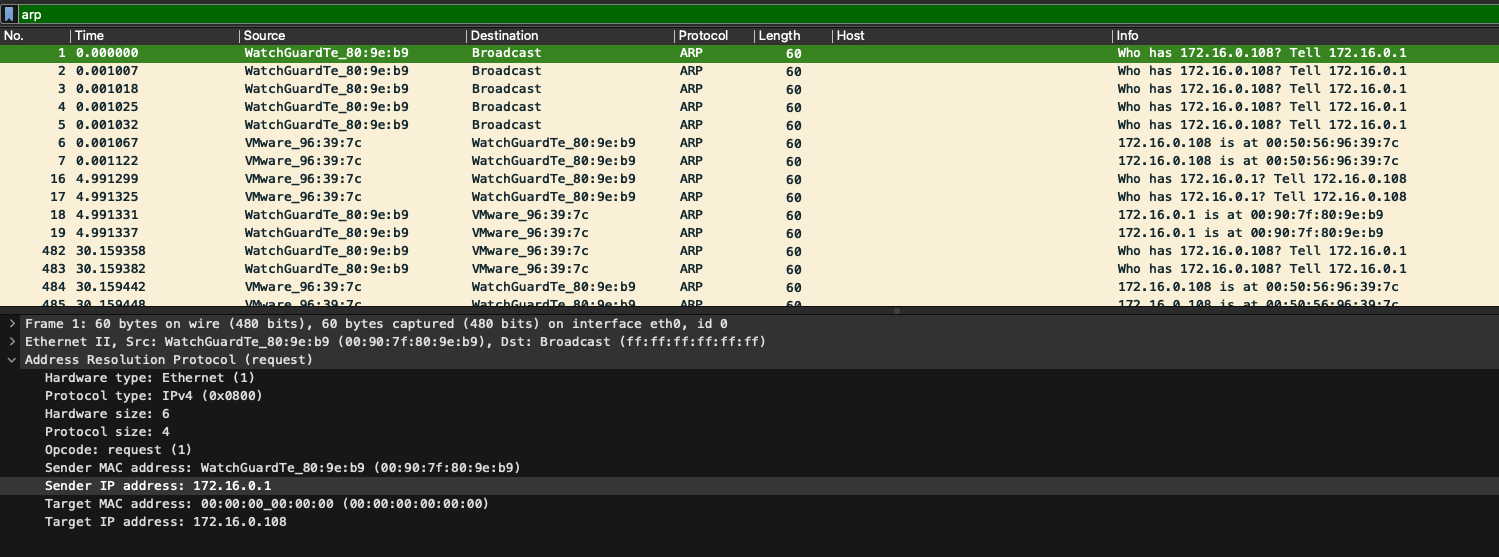 arp
No. Time Source Destination Protocol Length Host Info
1 0.000000 WatchGuardTe_80:9e:b9 Broadcast ARP 60 Who has 172.16.0.108? Tell 172.16.0.1
2 0.001007 WatchGuardTe_80:9e:b9 Broadcast ARP 60 Who has 172.16.0.108? Tell 172.16.0.1
3 0.001018 WatchGuardTe_80:9e:b9 Broadcast ARP 60 Who has 172.16.0.108? Tell 172.16.0.1
4 0.001025 WatchGuardTe_80:9e:b9 Broadcast ARP 60 Who has 172.16.0.108? Tell 172.16.0.1
5 0.001032 WatchGuardTe_80:9e:b9 Broadcast ARP 60 Who has 172.16.0.108? Tell 172.16.0.1
6 0.001067 VMware_96:39:7c WatchGuardTe_80:9e:b9 ARP 60 172.16.0.108 is at 00:50:56:96:39:7c
7 0.001122 VMware_96:39:7c WatchGuardTe_80:9e:b9 ARP 60 172.16.0.108 is at 00:50:56:96:39:7c
16 4.991299 VMware_96:39:7c WatchGuardTe_80:9e:b9 ARP 60 Who has 172.16.0.1? Tell 172.16.0.108
17 4.991325 VMware_96:39:7c WatchGuardTe_80:9e:b9 ARP 60 Who has 172.16.0.1? Tell 172.16.0.108
18 4.991331 WatchGuardTe_80:9e:b9 VMware_96:39:7c ARP 60 172.16.0.1 is at 00:90:7f:80:9e:b9
19 4.991337 WatchGuardTe_80:9e:b9 VMware_96:39:7c ARP 60 172.16.0.1 is at 00:90:7f:80:9e:b9
482 30.159358 WatchGuardTe_80:9e:b9 VMware_96:39:7c ARP 60 Who has 172.16.0.108? Tell 172.16.0.1
483 30.159382 WatchGuardTe_80:9e:b9 VMware_96:39:7c ARP 60 Who has 172.16.0.108? Tell 172.16.0.1
484 30.159442 VMware_96:39:7c WatchGuardTe_80:9e:b9 ARP 60 172.16.0.108 is at 00:50:56:96:39:7c
485 30.159448 VMware_96:39:7c WatchGuardTe_80:9e:b9 ARP 60 172.16.0.108 is at 00:50:56:96:39:7c
Frame 1: 60 bytes on wire (480 bits), 60 bytes captured (480 bits) on interface eth0, id 0
Ethernet II, Src: WatchGuardTe_80:9e:b9 (00:90:7f:80:9e:b9), Dst: Broadcast (ff:ff:ff:ff:ff:ff)
Address Resolution Protocol (request)
Hardware type: Ethernet (1)
Protocol type: IPv4 (0x0800)
Hardware size: 6
Protocol size: 4
Opcode: request (1)
Sender MAC address: WatchGuardTe_80:9e:b9 (00:90:7f:80:9e:b9)
Sender IP address: 172.16.0.1
Target MAC address: 00:00:00_00:00:00 (00:00:00:00:00:00)
Target IP address: 172.16.0.108